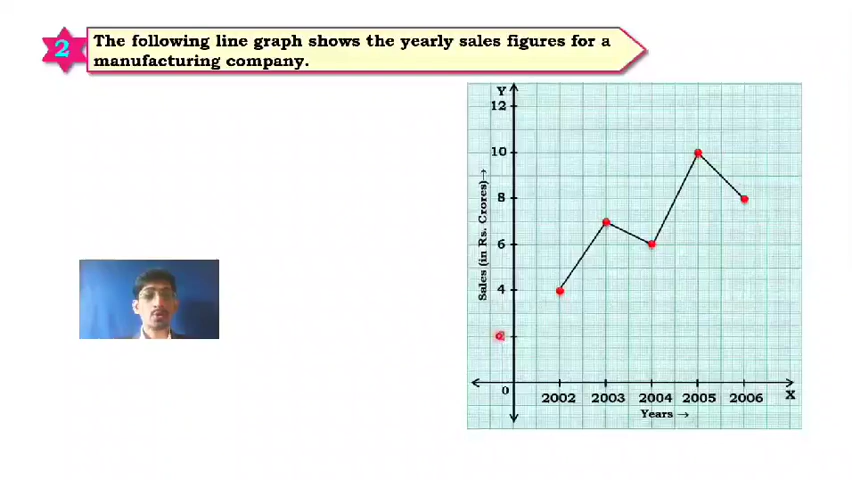 2
The following line graph shows the yearly sales figures for a
manufacturing company.
Y
12
10
8
6
4
0
Sales (in Rs. Crores)→
2002 2003 2004 2005 2006 X
Years →